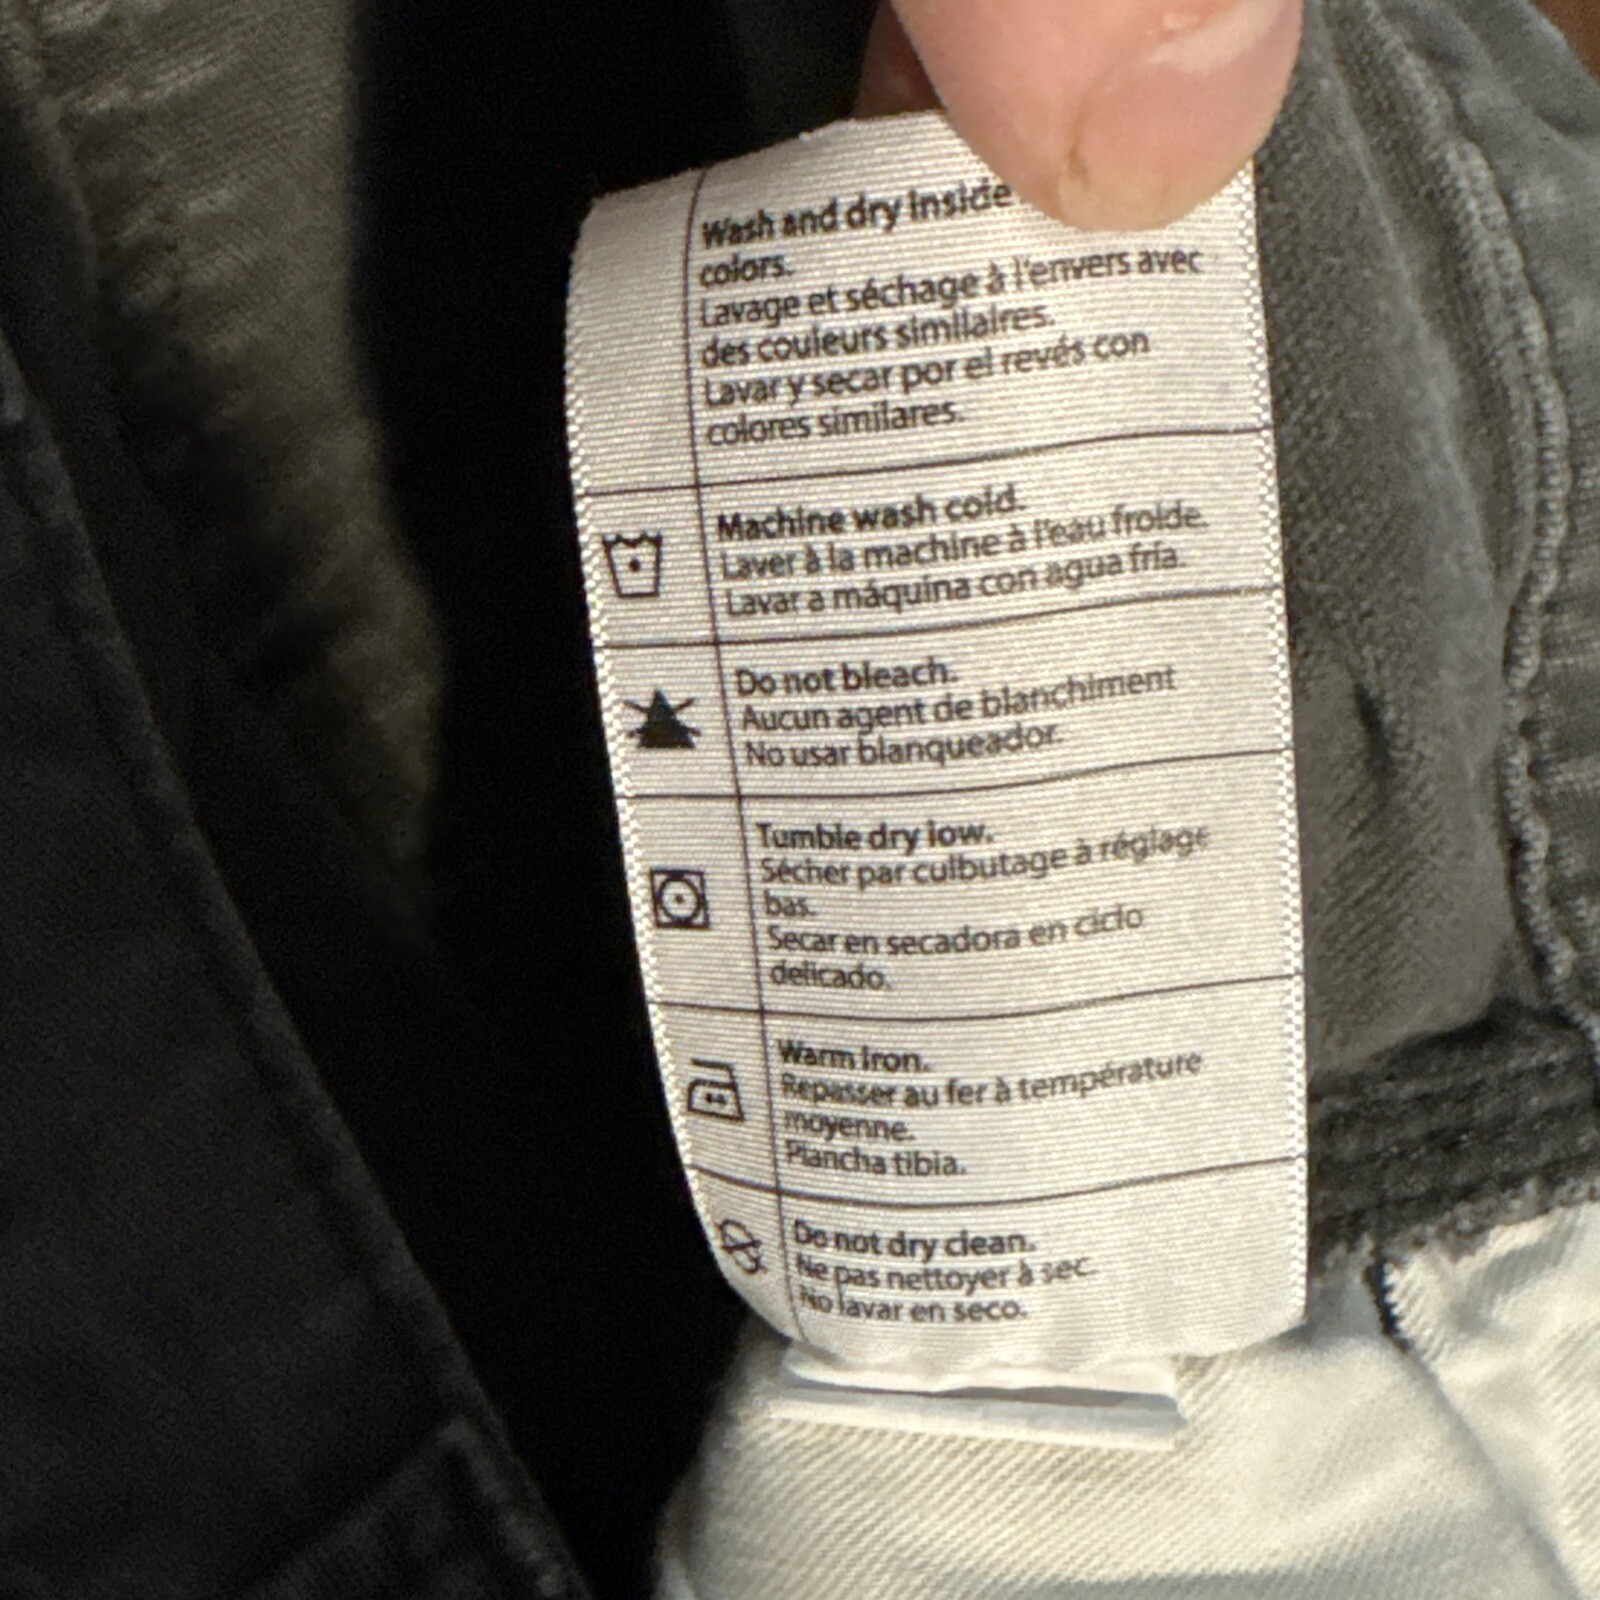 Wash and dry inside
colors.
Lavage et séchage à l'envers avec
des couleurs similaires.
Lavar y secar por el revés con
colores similares.
Machine wash cold.
Laver à la machine à l'eau froide.
Lavar a máquina con agua fría.
Do not bleach.
Aucun agent de blanchiment
No usar blanqueador.
Tumble dry low.
Sécher par culbutage à réglage
bas.
Secar en secadora en ciclo
delicado.
Warm iron.
Repasser au fer à température
moyenne.
Plancha tibia.
Do not dry clean.
Ne pas nettoyer à sec.
No lavar en seco.